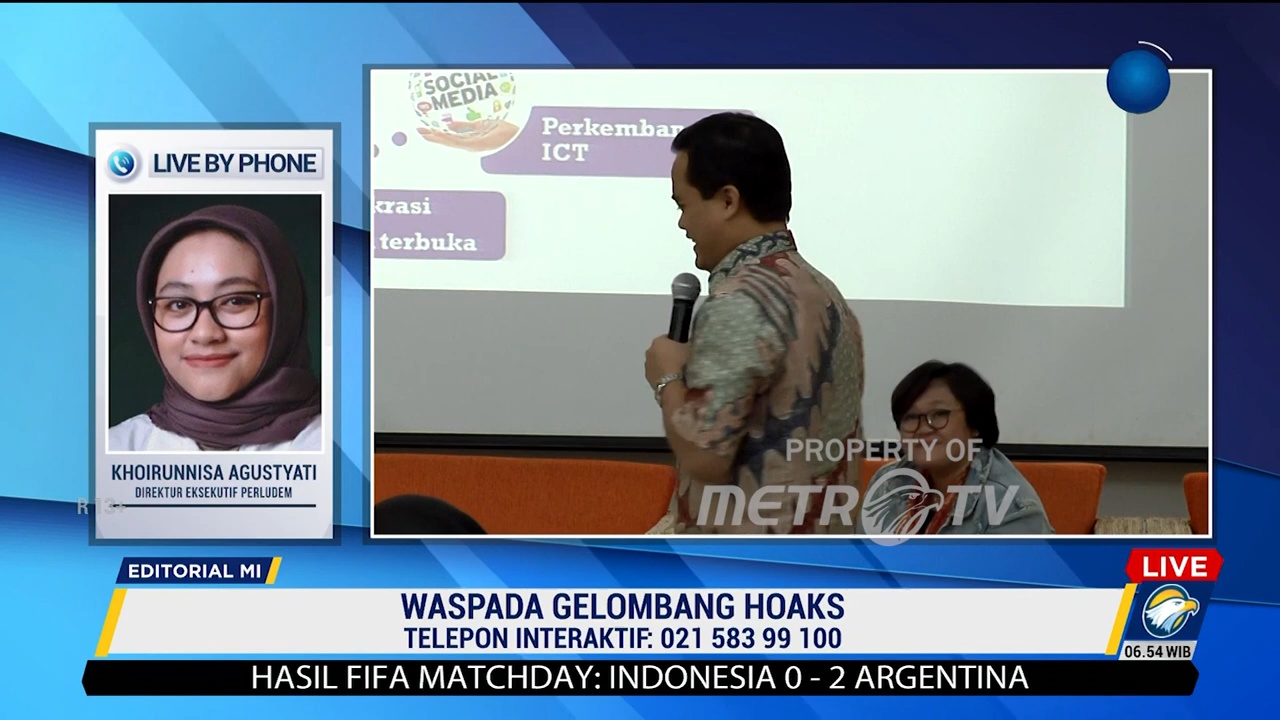 SOCIAL
MEDIA
Perkemban
ICT
krasi
terbuka
LIVE BY PHONE
KHOIRUNNISA AGUSTYATI
DIREKTUR EKSEKUTIF PERLUDEM
R 13+
PROPERTY OF
METRO TV
EDITORIAL MI
LIVE
WASPADA GELOMBANG HOAKS
TELEPON INTERAKTIF: 021 583 99 100
06.54 WIB
HASIL FIFA MATCHDAY: INDONESIA 0 - 2 ARGENTINA